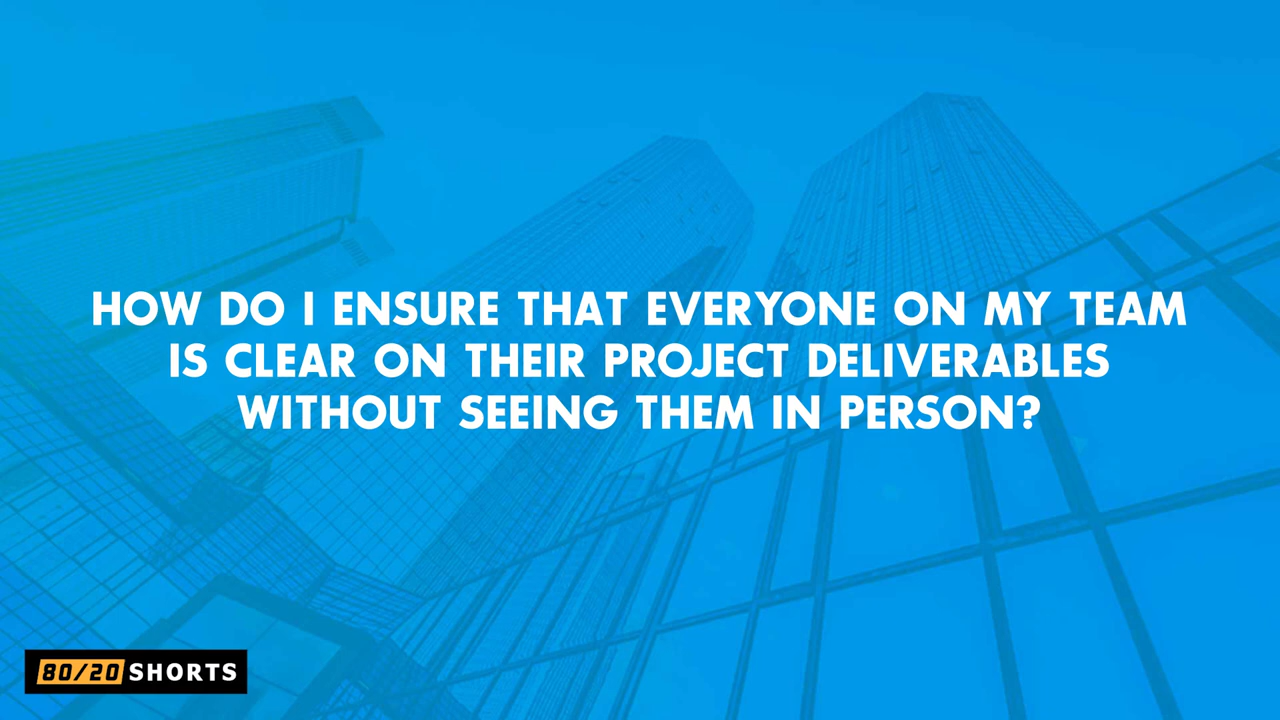 HOW DO I ENSURE THAT EVERYONE ON MY TEAM
IS CLEAR ON THEIR PROJECT DELIVERABLES
WITHOUT SEEING THEM IN PERSON?
80/20 SHORTS